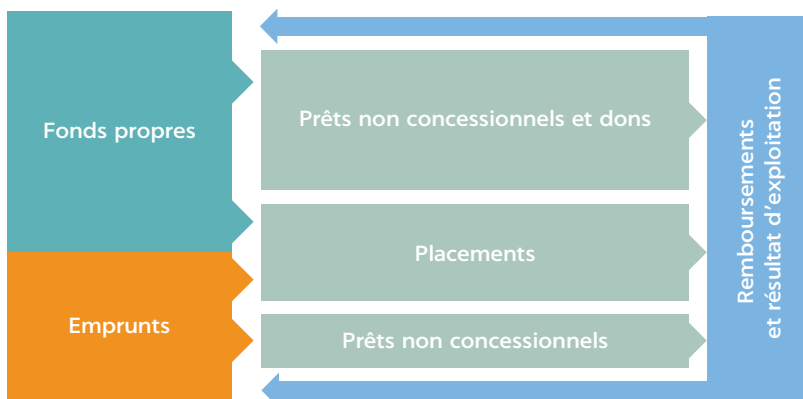 Fonds propres
Prêts non concessionnels et dons
Placements
Emprunts
Prêts non concessionnels
Remboursements
et résultat d’exploitation